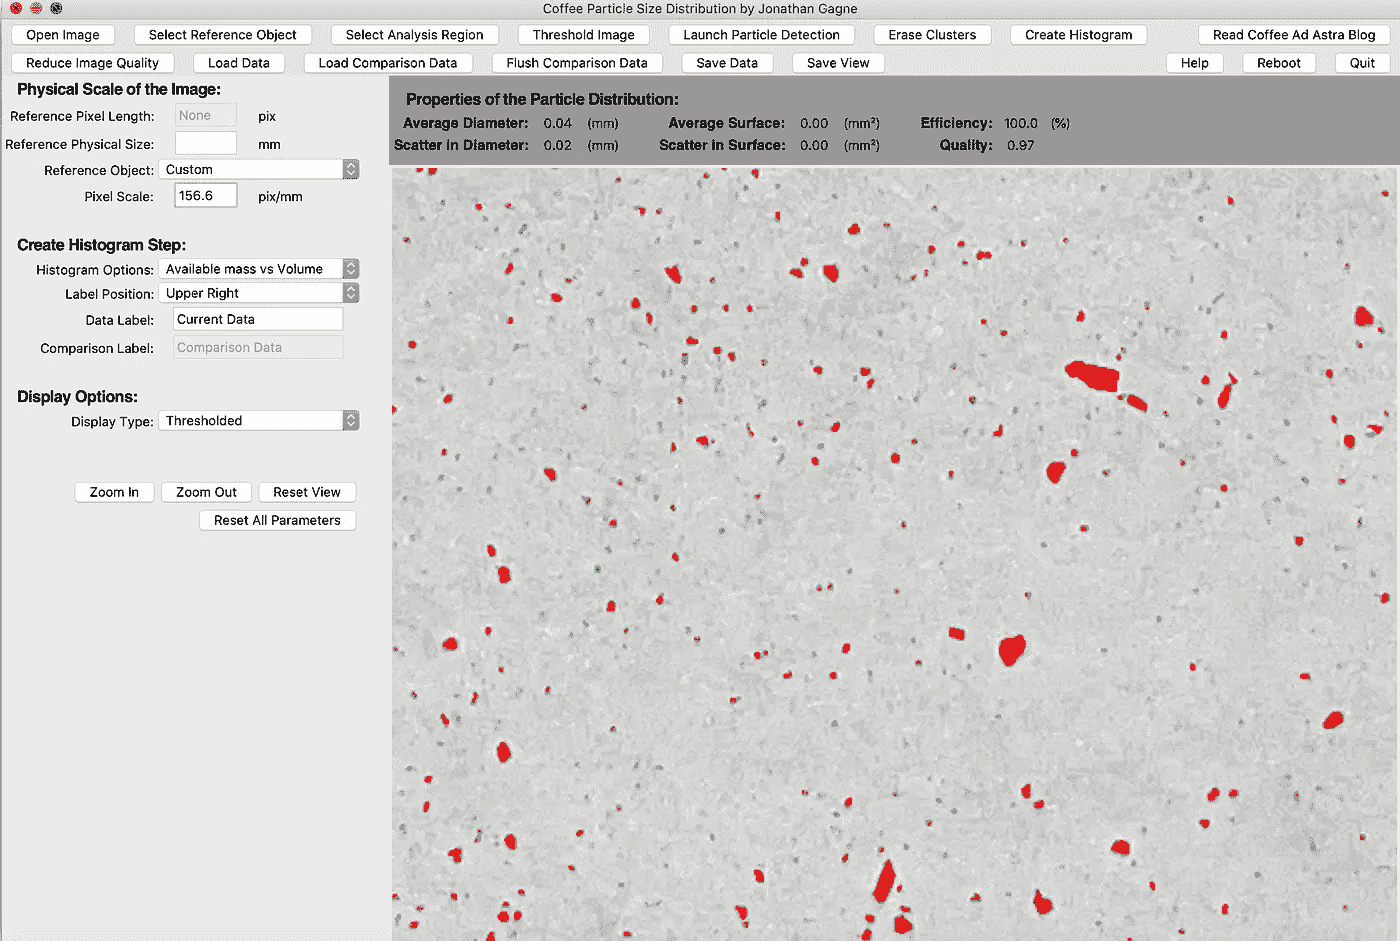 Coffee Particle Size Distribution by Jonathan Gagne
Open Image Select Reference Object Select Analysis Region Threshold Image Launch Particle Detection Erase Clusters Create Histogram Read Coffee Ad Astra Blog
Reduce Image Quality Load Data Load Comparison Data Flush Comparison Data Save Data Save View Help Reboot Quit
Physical Scale of the Image:
Reference Pixel Length: None pix
Reference Physical Size: mm
Reference Object: Custom
Pixel Scale: 156.6 pix/mm
Create Histogram Step:
Histogram Options: Available mass vs Volume
Label Position: Upper Right
Data Label: Current Data
Comparison Label: Comparison Data
Display Options:
Display Type: Thresholded
Zoom In Zoom Out Reset View
Reset All Parameters
Properties of the Particle Distribution:
Average Diameter: 0.04 (mm) Average Surface: 0.00 (mm²) Efficiency: 100.0 (%)
Scatter in Diameter: 0.02 (mm) Scatter in Surface: 0.00 (mm²) Quality: 0.97